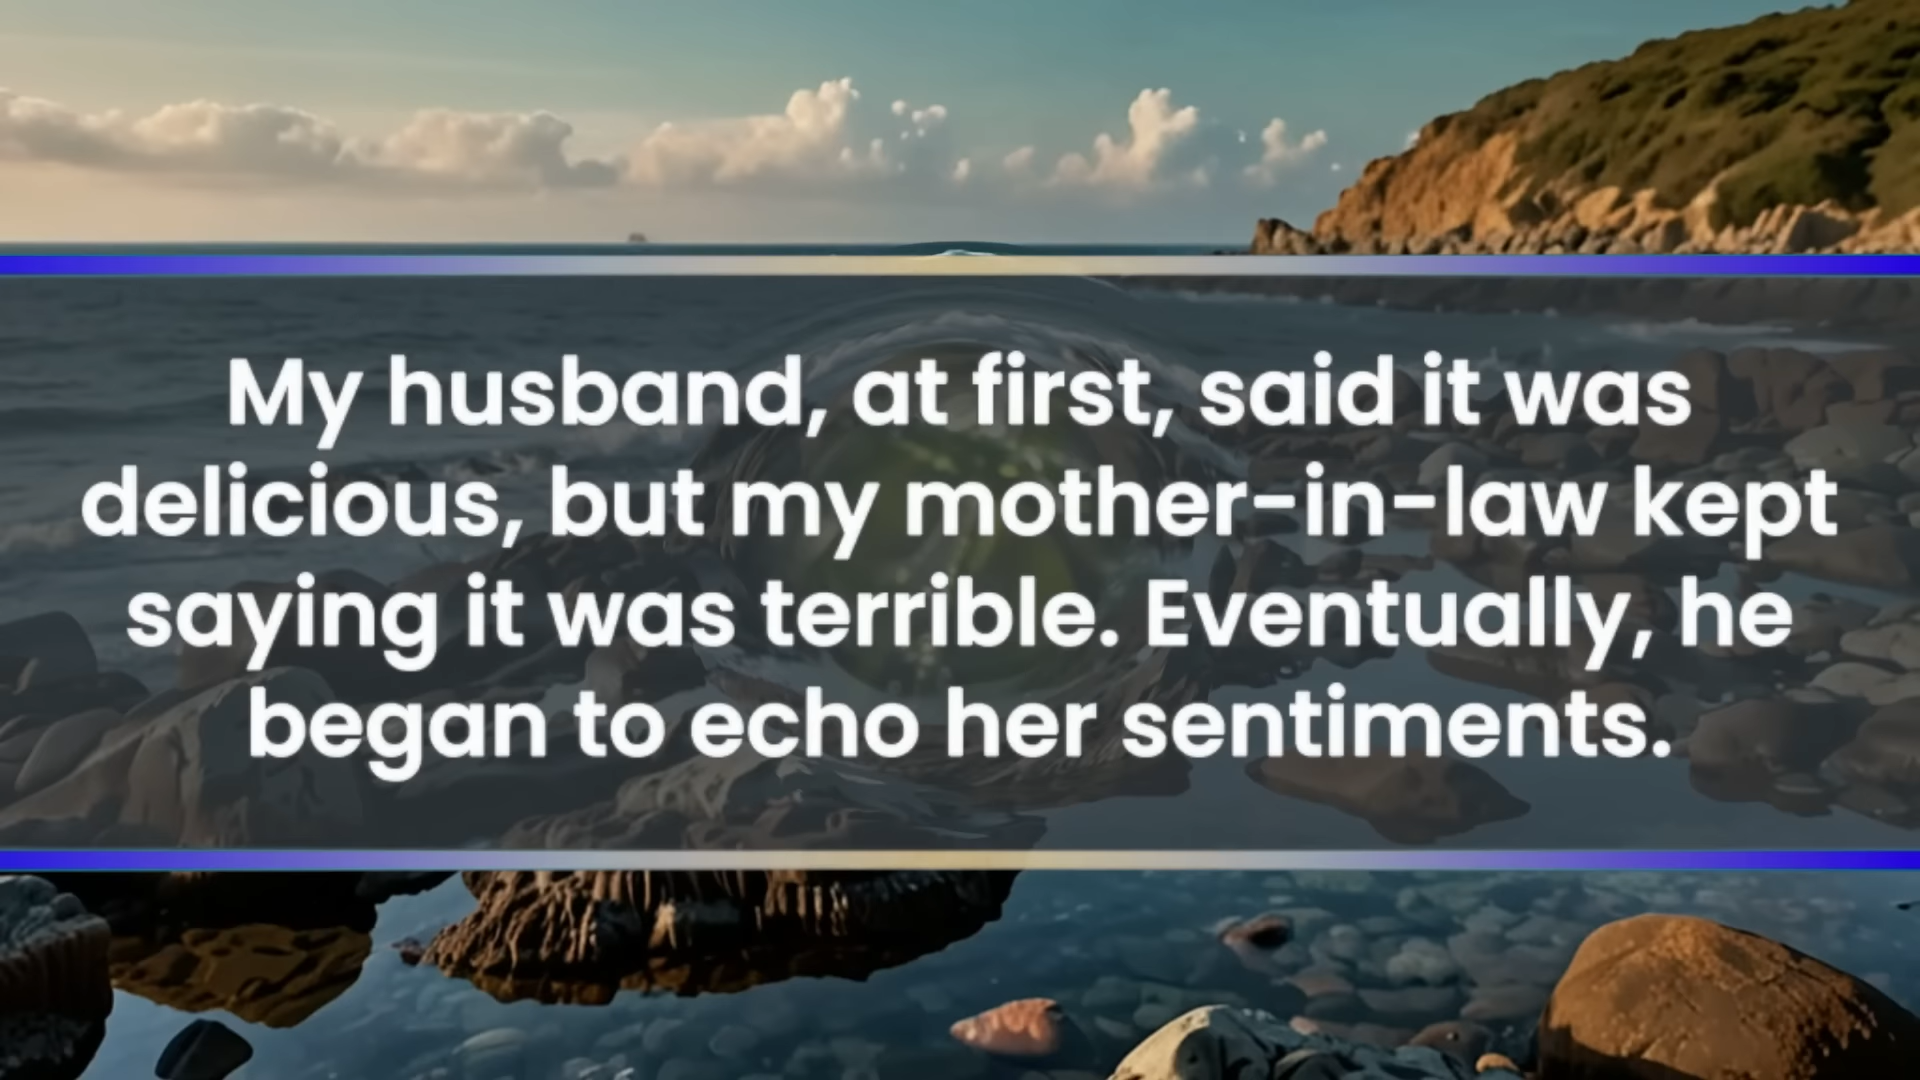 My husband, at first, said it was
delicious, but my mother-in-law kept
saying it was terrible. Eventually, he
began to echo her sentiments.